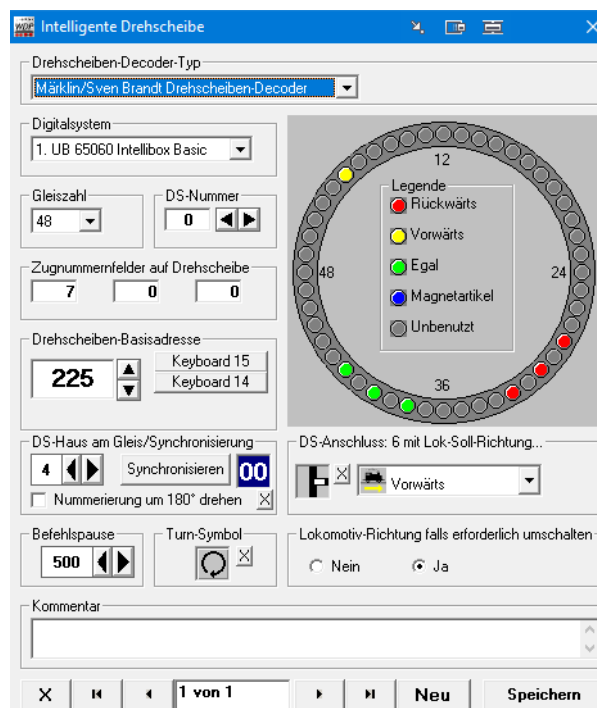 WDP Intelligente Drehscheibe
Drehscheiben-Decoder-Typ
Märklin/Sven Brandt Drehscheiben-Decoder
Digitalsystem
1. UB 65060 Intellibox Basic
Gleiszahl
48
DS-Nummer
0
Zugnummernfelder auf Drehscheibe
7 0 0
Drehscheiben-Basisadresse
225
Keyboard 15
Keyboard 14
12
24
36
48
Legende
Rückwärts
Vorwärts
Egal
Magnetartikel
Unbenutzt
DS-Haus am Gleis/Synchronisierung
4 Synchronisieren 00
Nummerierung um 180° drehen X
DS-Anschluss: 6 mit Lok-Soll-Richtung...
X Vorwärts
Befehlspause
500
Turn-Symbol
X
Lokomotiv-Richtung falls erforderlich umschalten
Nein Ja
Kommentar
X 1 von 1 Neu Speichern